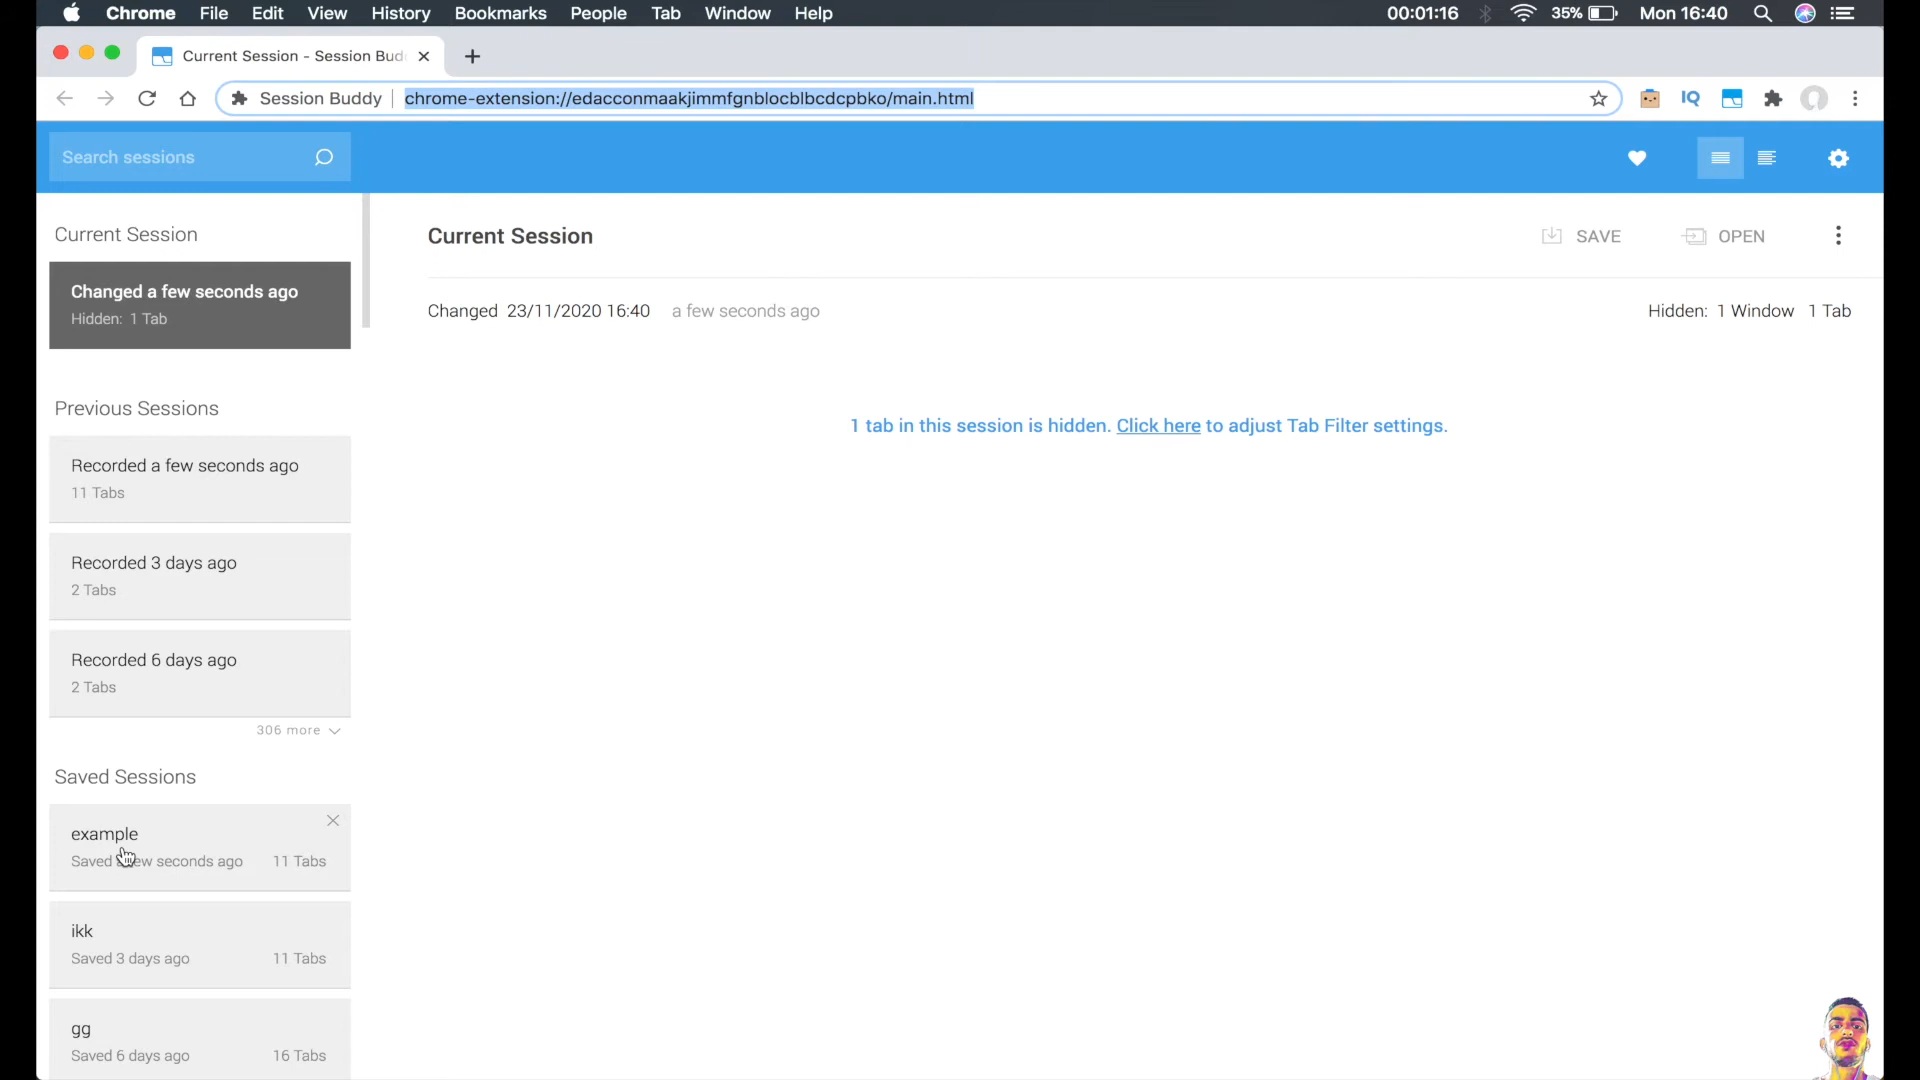 Chrome File Edit View History Bookmarks People Tab Window Help 00:01:16 35% Mon 16:40
Current Session - Session Bud
Session Buddy chrome-extension://edacconmaakjimmfgnblocblbcdcpbko/main.html IQ
Search sessions
Current Session
Changed a few seconds ago
Hidden: 1 Tab
Previous Sessions
Recorded a few seconds ago
11 Tabs
Recorded 3 days ago
2 Tabs
Recorded 6 days ago
2 Tabs
306 more
Saved Sessions
example
Saved a few seconds ago 11 Tabs
ikk
Saved 3 days ago 11 Tabs
gg
Saved 6 days ago 16 Tabs
Current Session SAVE OPEN
Changed 23/11/2020 16:40 a few seconds ago Hidden: 1 Window 1 Tab
1 tab in this session is hidden. Click here to adjust Tab Filter settings.